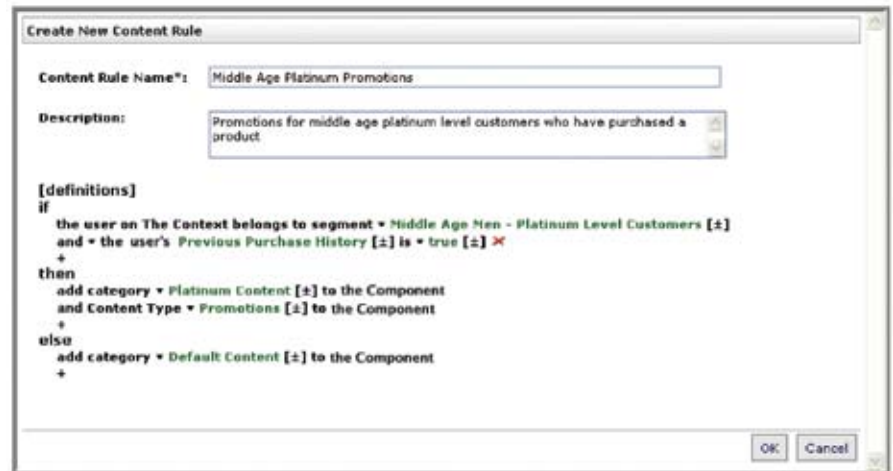 Create New Content Rule
Content Rule Name*: Middle Age Platinum Promotions
Description: Promotions for middle age platinum level customers who have purchased a
product
[definitions]
if
the user on The Context belongs to segment ▾ Middle Age Men - Platinum Level Customers [±]
and ▾ the user's Previous Purchase History [±] is ▾ true [±] ✕
+
then
add category ▾ Platinum Content [±] to the Component
and Content Type ▾ Promotions [±] to the Component
+
else
add category ▾ Default Content [±] to the Component
+
OK Cancel